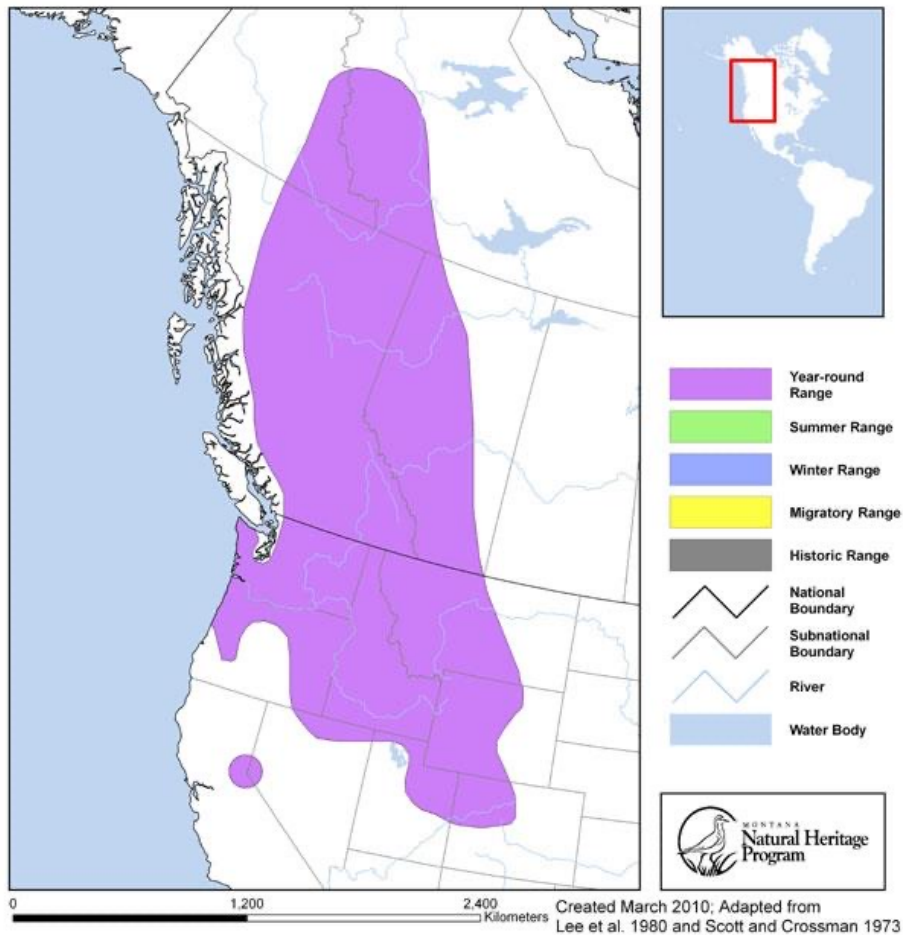 Year-round
Range
Summer Range
Winter Range
Migratory Range
Historic Range
National
Boundary
Subnational
Boundary
River
Water Body
MONTANA
Natural Heritage
Program
0
1,200
2,400
Kilometers
Created March 2010; Adapted from
Lee et al. 1980 and Scott and Crossman 1973